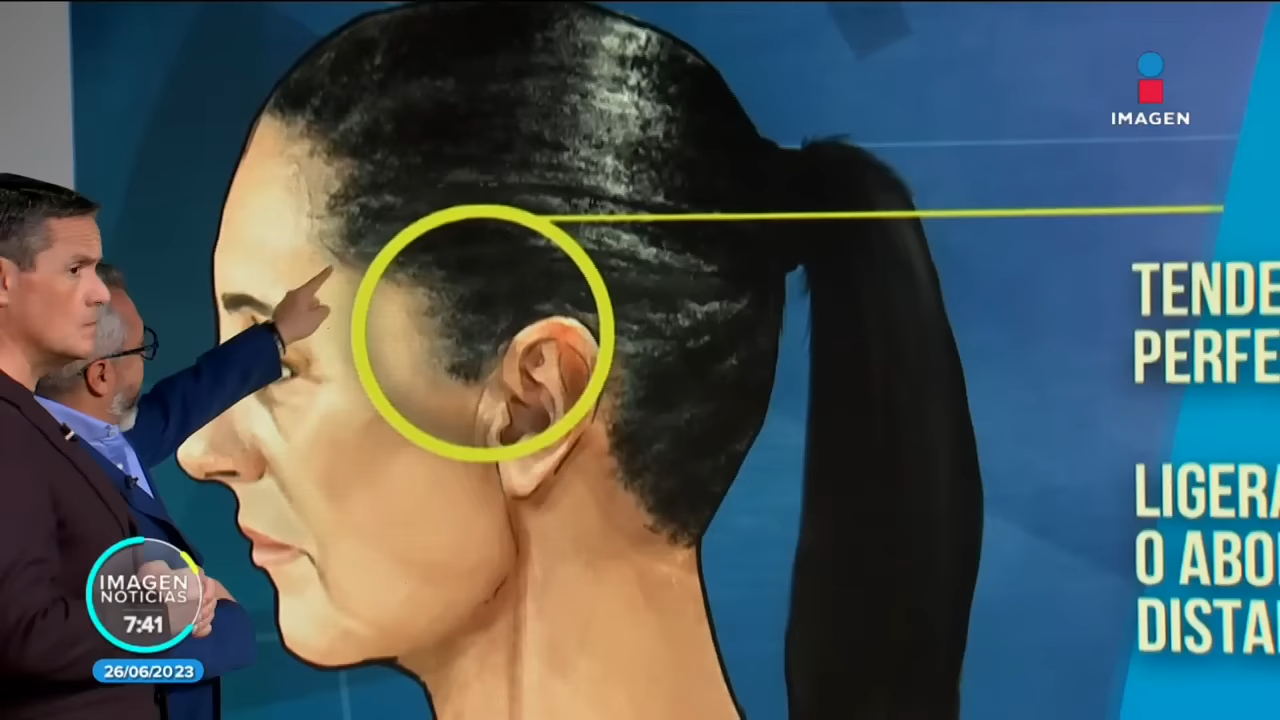 IMAGEN
TENDE
PERFE
LIGERA
O ABO
DISTA
IMAGEN
NOTICIAS
7:41
26/06/2023